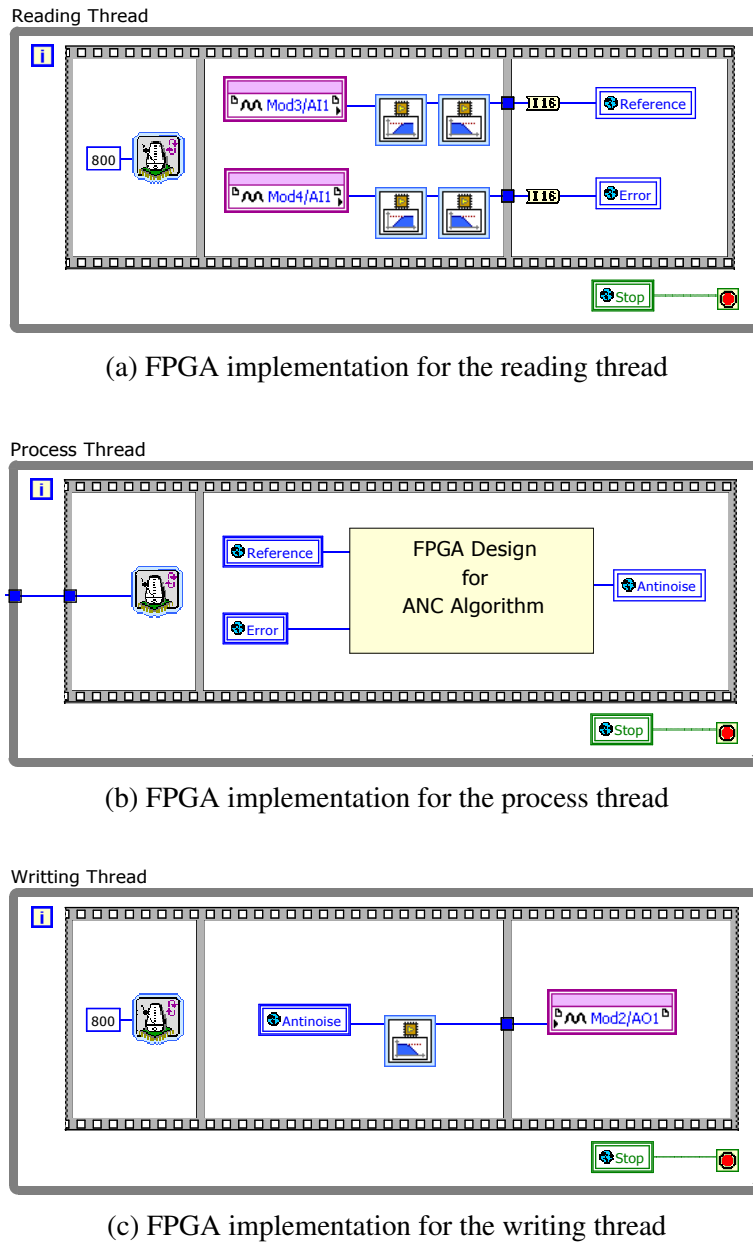 Reading Thread
i
Mod3/AI1
I16
Reference
800
Mod4/AI1
I16
Error
Stop
(a) FPGA implementation for the reading thread
Process Thread
i
Reference
FPGA Design
for
ANC Algorithm
Antinoise
Error
Stop
(b) FPGA implementation for the process thread
Writting Thread
i
800
Antinoise
Mod2/AO1
Stop
(c) FPGA implementation for the writing thread